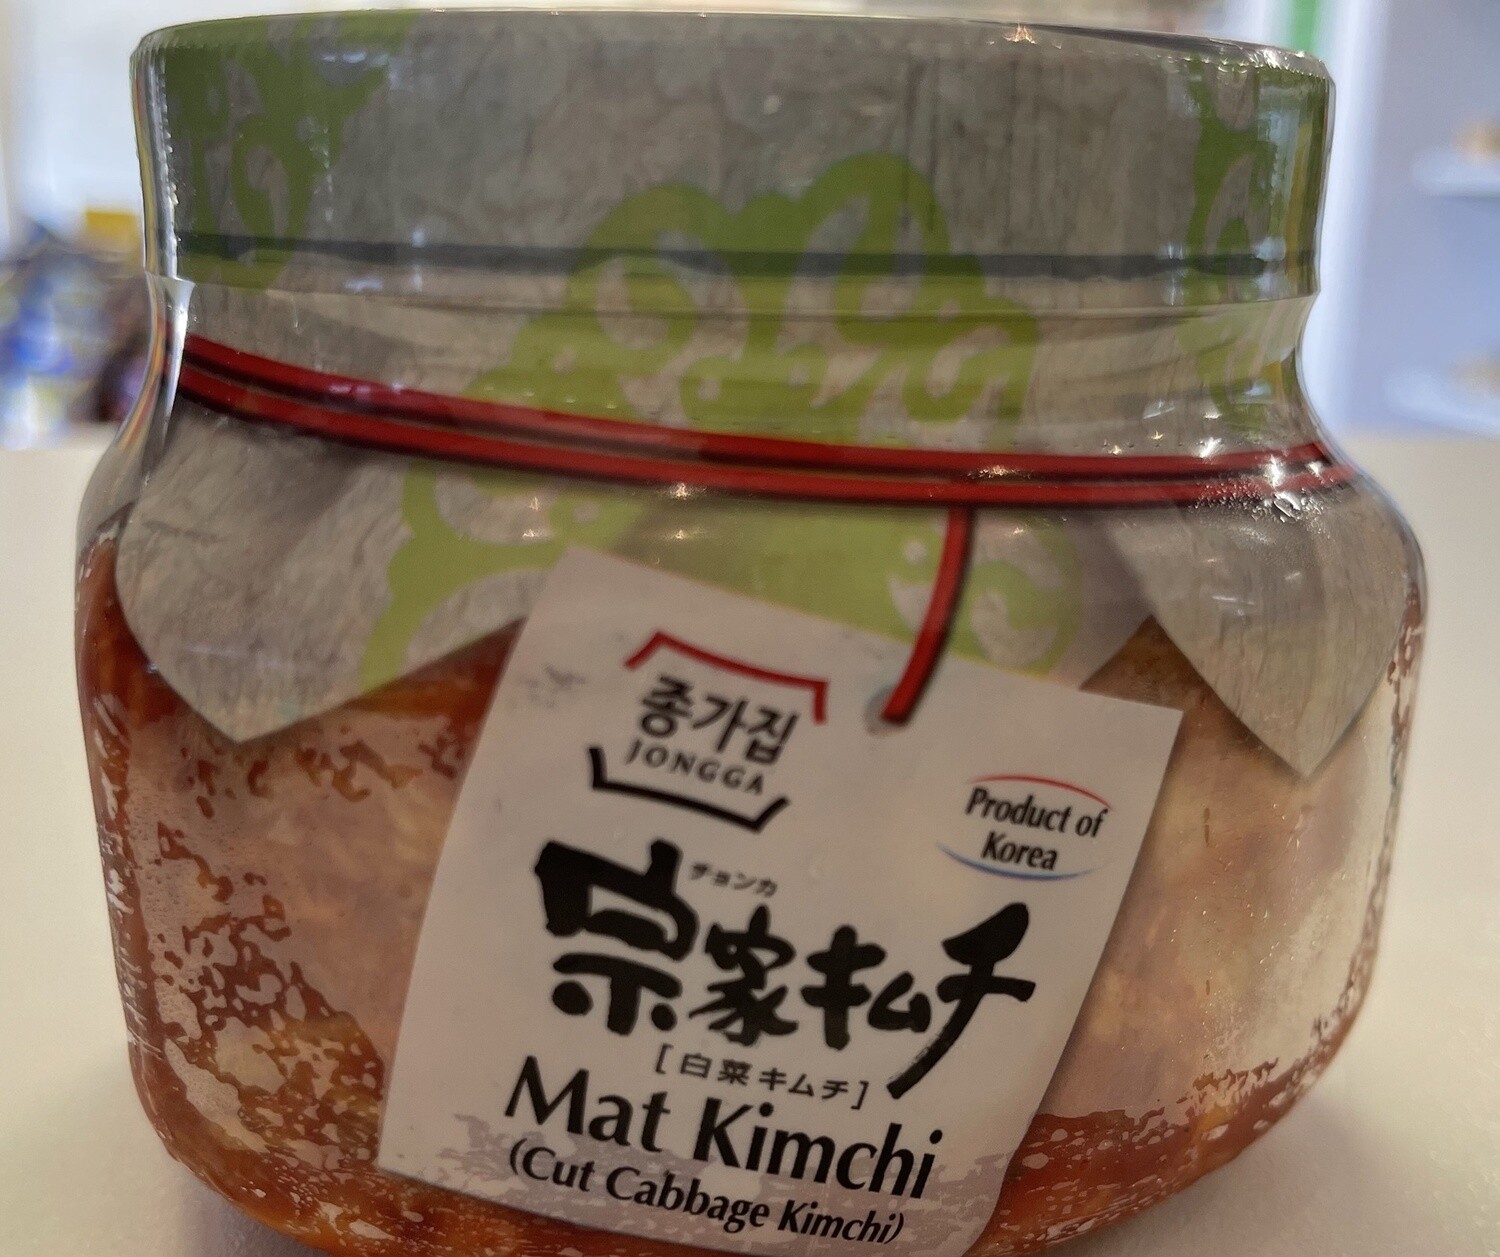 종가집
JONGGA
Product of
Korea
チョンカ
宗家キムチ
[白菜キムチ]
Mat Kimchi
(Cut Cabbage Kimchi)